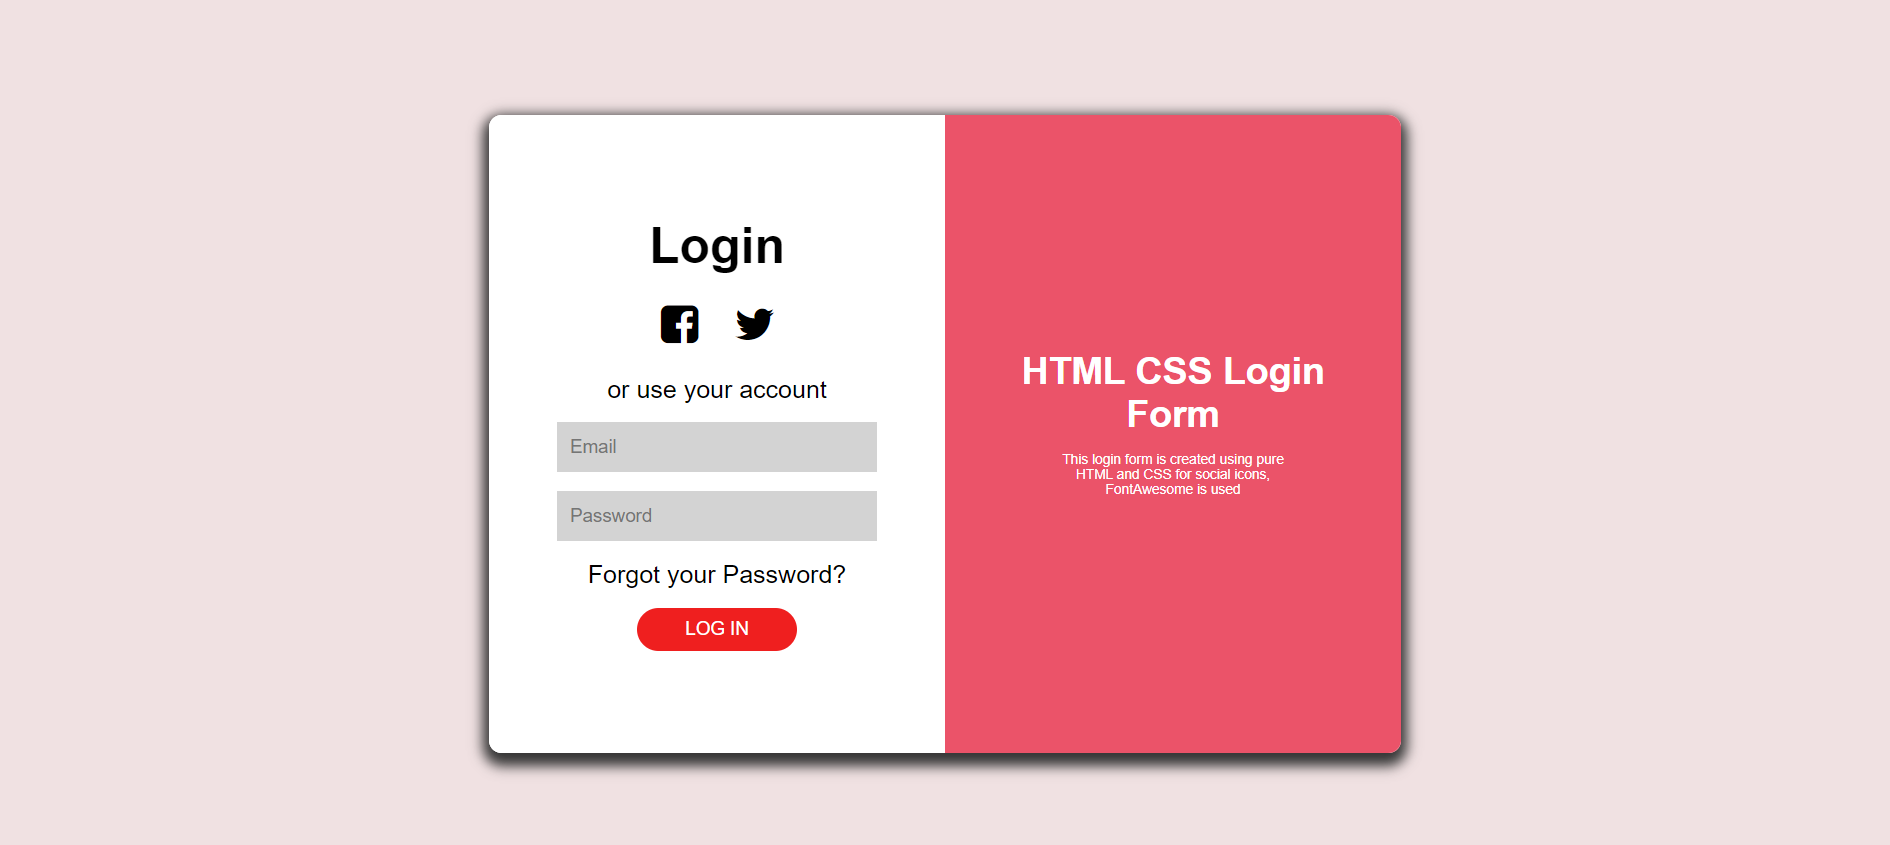 Login
or use your account
Email
Password
Forgot your Password?
LOG IN
HTML CSS Login
Form
This login form is created using pure
HTML and CSS for social icons,
FontAwesome is used